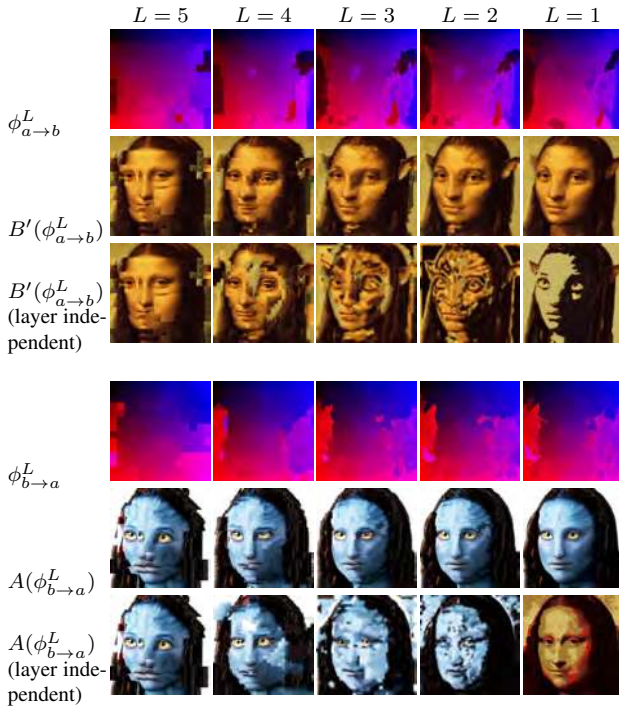 L = 5 L = 4 L = 3 L = 2 L = 1
ϕ^L_{a→b}
B′(ϕ^L_{a→b})
B′(ϕ^L_{a→b})
(layer inde-
pendent)
ϕ^L_{b→a}
A(ϕ^L_{b→a})
A(ϕ^L_{b→a})
(layer inde-
pendent)